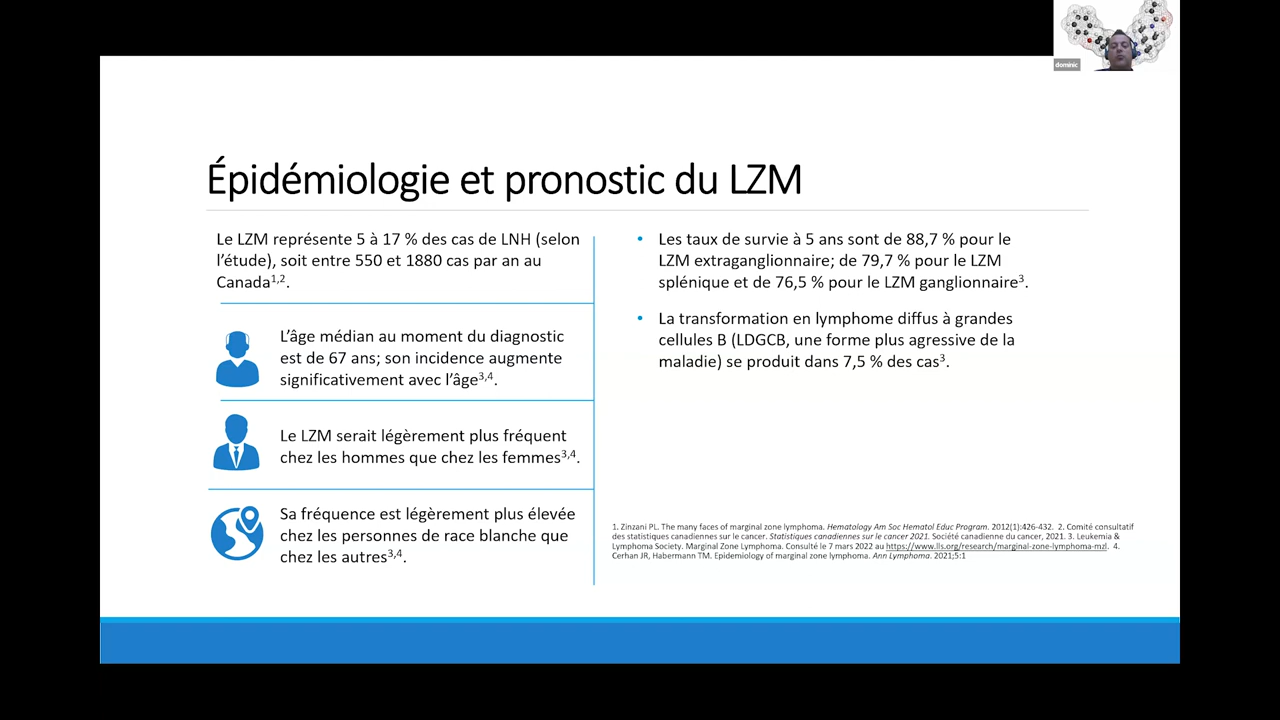 dominic
Épidémiologie et pronostic du LZM
Le LZM représente 5 à 17 % des cas de LNH (selon
l’étude), soit entre 550 et 1880 cas par an au
Canada1,2.
L’âge médian au moment du diagnostic
est de 67 ans; son incidence augmente
significativement avec l’âge3,4.
Le LZM serait légèrement plus fréquent
chez les hommes que chez les femmes3,4.
Sa fréquence est légèrement plus élevée
chez les personnes de race blanche que
chez les autres3,4.
• Les taux de survie à 5 ans sont de 88,7 % pour le
LZM extraganglionnaire; de 79,7 % pour le LZM
splénique et de 76,5 % pour le LZM ganglionnaire3.
• La transformation en lymphome diffus à grandes
cellules B (LDGCB, une forme plus agressive de la
maladie) se produit dans 7,5 % des cas3.
1. Zinzani PL. The many faces of marginal zone lymphoma. Hematology Am Soc Hematol Educ Program. 2012(1):426-432. 2. Comité consultatif
des statistiques canadiennes sur le cancer. Statistiques canadiennes sur le cancer 2021. Société canadienne du cancer, 2021. 3. Leukemia &
Lymphoma Society. Marginal Zone Lymphoma. Consulté le 7 mars 2022 au https://www.lls.org/research/marginal-zone-lymphoma-mzl. 4.
Cerhan JR, Habermann TM. Epidemiology of marginal zone lymphoma. Ann Lymphoma. 2021;5:1